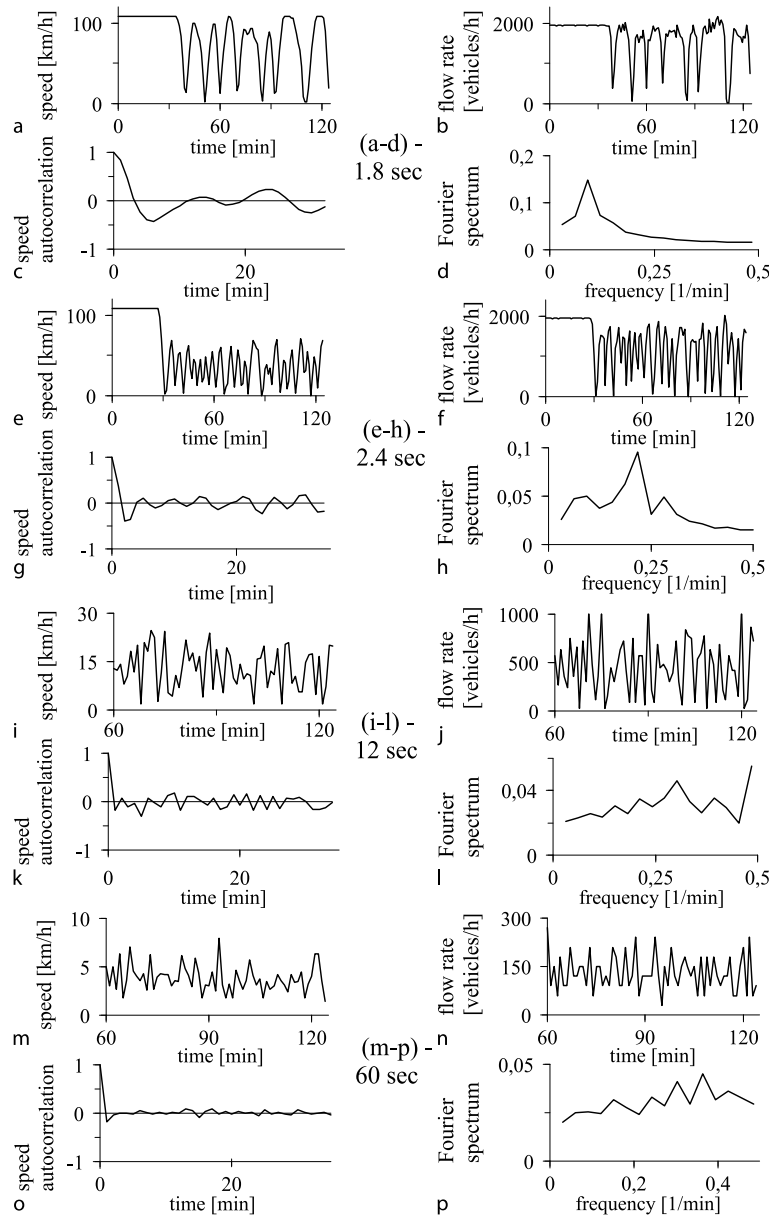 speed [km/h]
100
0
0
60
120
time [min]
a
flow rate
[vehicles/h]
2000
0
0
60
120
time [min]
b
(a-d) -
1.8 sec
speed
autocorrelation
1
0
-1
20
time [min]
c
Fourier
spectrum
0,2
0,1
0
0
0,25
0,5
frequency [1/min]
d
speed [km/h]
100
0
0
60
120
time [min]
e
flow rate
[vehicles/h]
2000
0
0
60
120
time [min]
f
(e-h) -
2.4 sec
speed
autocorrelation
1
0
-1
0
20
time [min]
g
Fourier
spectrum
0,1
0,05
0
0
0,25
0,5
frequency [1/min]
h
speed [km/h]
30
15
0
60
90
120
time [min]
i
flow rate
[vehicles/h]
1000
500
0
60
90
120
time [min]
j
(i-l) -
12 sec
speed
autocorrelation
1
0
-1
0
20
time [min]
k
Fourier
spectrum
0,04
0
0
0,25
0,5
frequency [1/min]
l
speed [km/h]
10
5
0
60
90
120
time [min]
m
flow rate
[vehicles/h]
300
150
0
60
90
120
time [min]
n
(m-p) -
60 sec
speed
autocorrelation
1
0
-1
20
time [min]
o
Fourier
spectrum
0,05
0
0
0,2
0,4
frequency [1/min]
p